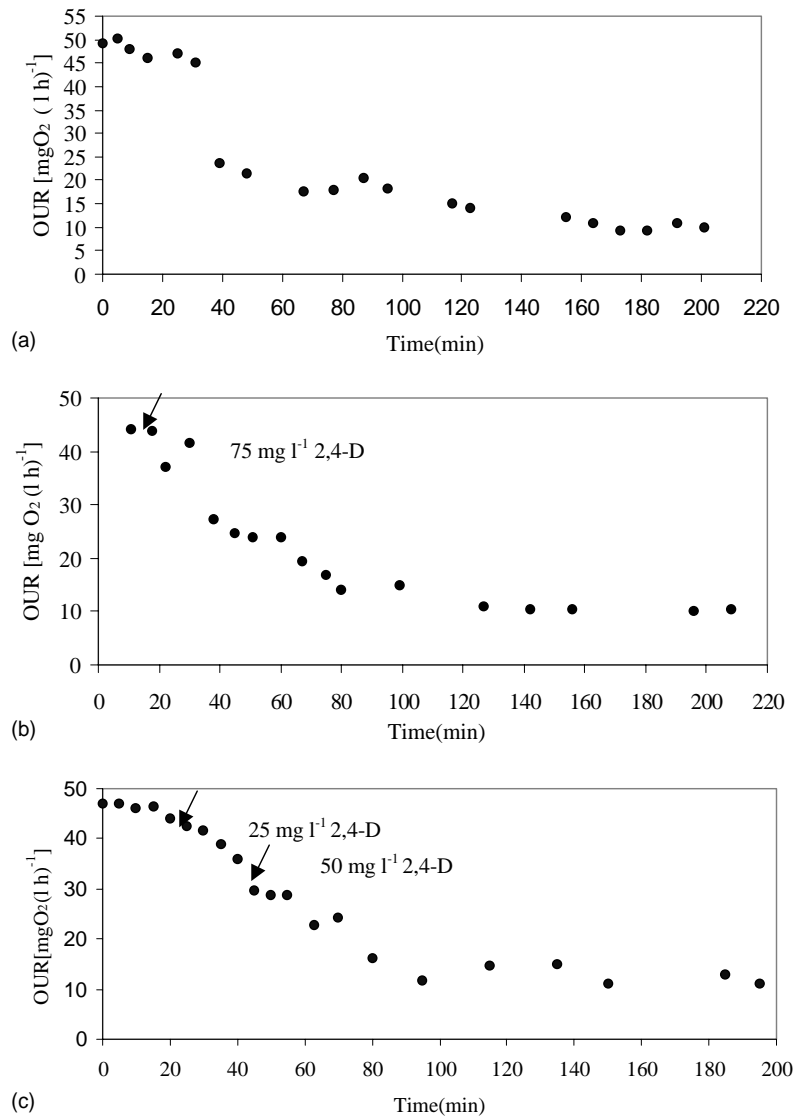 55
50
45
40
35
30
25
20
15
10
5
0
OUR [mgO₂ ( l h)⁻¹
0 20 40 60 80 100 120 140 160 180 200 220
Time(min)
(a)
50
40
30
20
10
0
OUR [mg O₂ (l h)⁻¹
75 mg l⁻¹ 2,4-D
0 20 40 60 80 100 120 140 160 180 200 220
Time(min)
(b)
50
40
30
20
10
0
OUR[mgO₂(l h)⁻¹
25 mg l⁻¹ 2,4-D
50 mg l⁻¹ 2,4-D
0 20 40 60 80 100 120 140 160 180 200
Time(min)
(c)